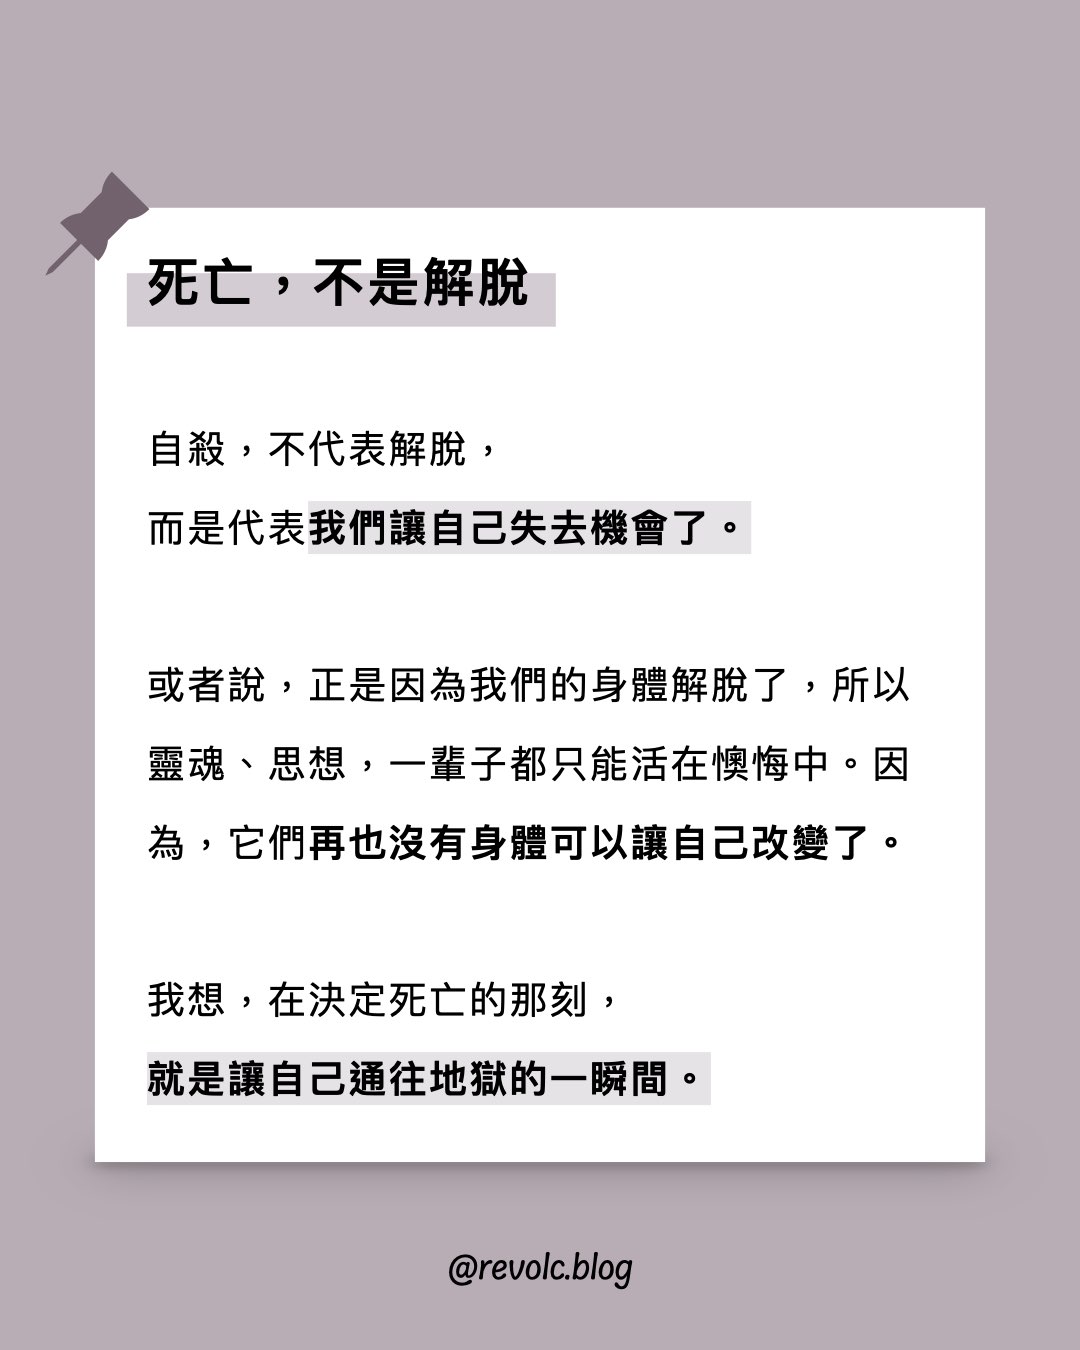 死亡，不是解脫
自殺，不代表解脫，
而是代表我們讓自己失去機會了。
或者說，正是因為我們的身體解脫了，所以
靈魂、思想，一輩子都只能活在懊悔中。因
為，它們再也沒有身體可以讓自己改變了。
我想，在決定死亡的那刻，
就是讓自己通往地獄的一瞬間。
@revolc.blog